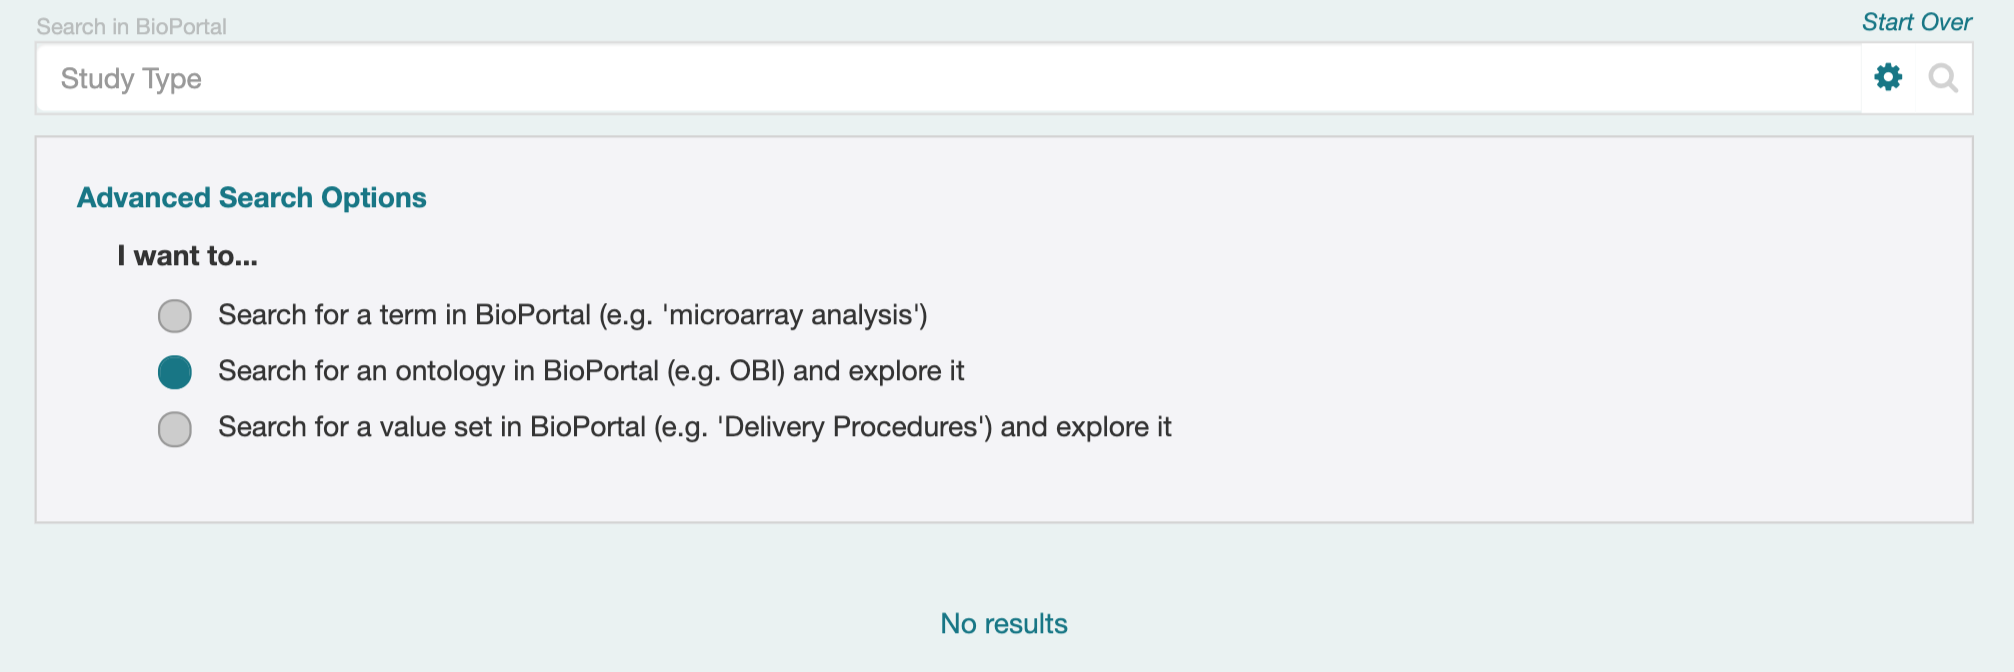 Search in BioPortal
Start Over
Study Type
Advanced Search Options
I want to...
Search for a term in BioPortal (e.g. 'microarray analysis')
Search for an ontology in BioPortal (e.g. OBI) and explore it
Search for a value set in BioPortal (e.g. 'Delivery Procedures') and explore it
No results